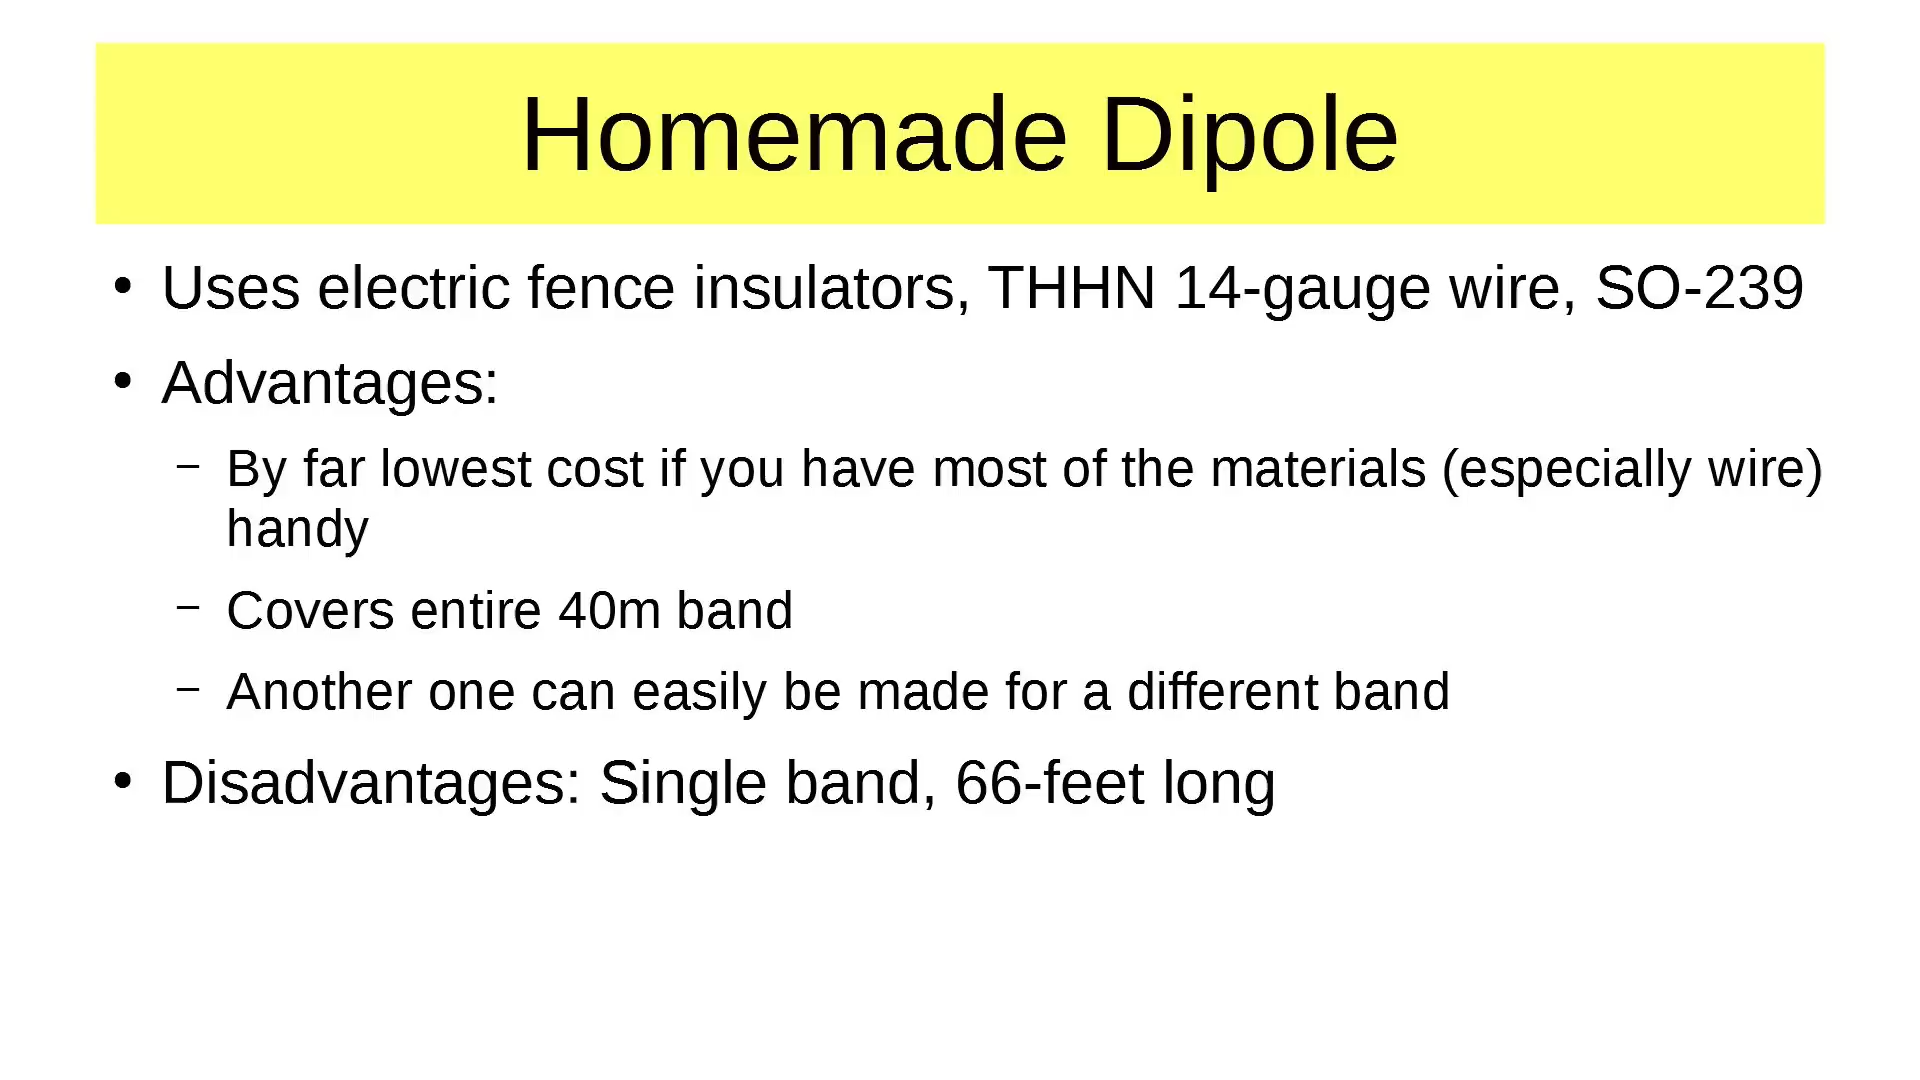 Homemade Dipole
• Uses electric fence insulators, THHN 14-gauge wire, SO-239
• Advantages:
– By far lowest cost if you have most of the materials (especially wire)
handy
– Covers entire 40m band
– Another one can easily be made for a different band
• Disadvantages: Single band, 66-feet long